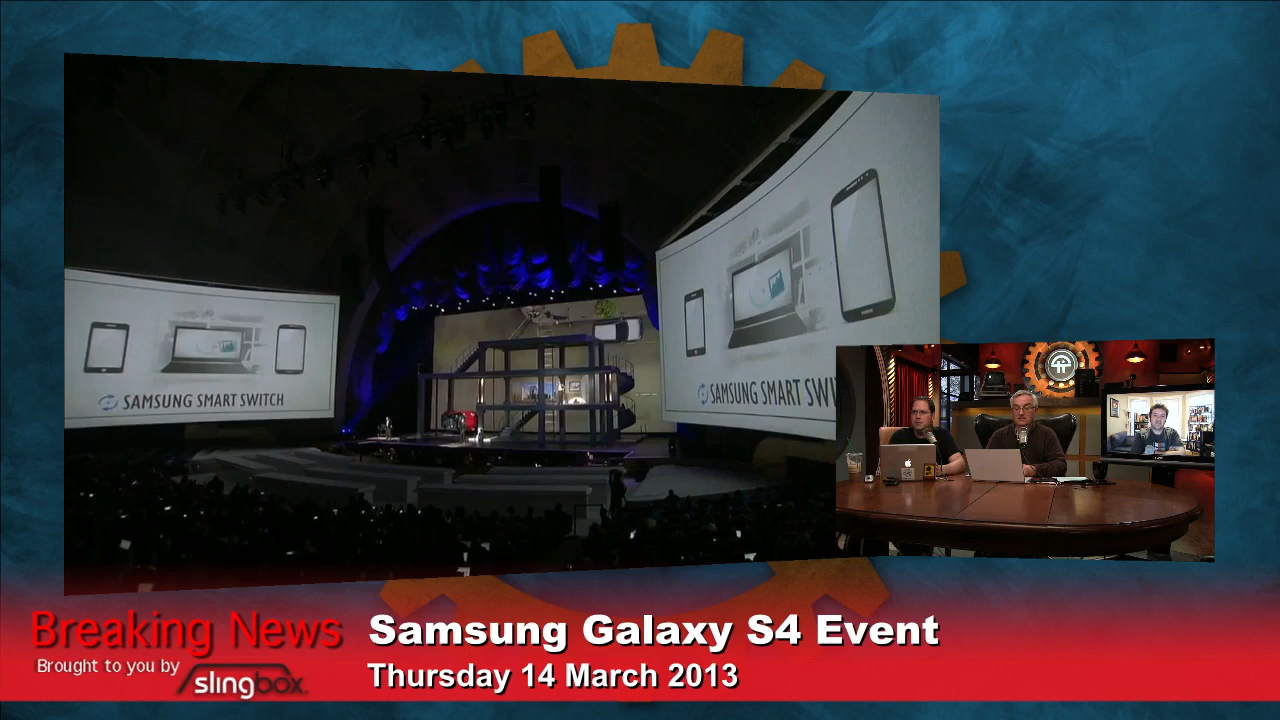 SAMSUNG SMART SWITCH
SAMSUNG SMART SWI
Breaking News
Brought to you by
slingbox.
Samsung Galaxy S4 Event
Thursday 14 March 2013